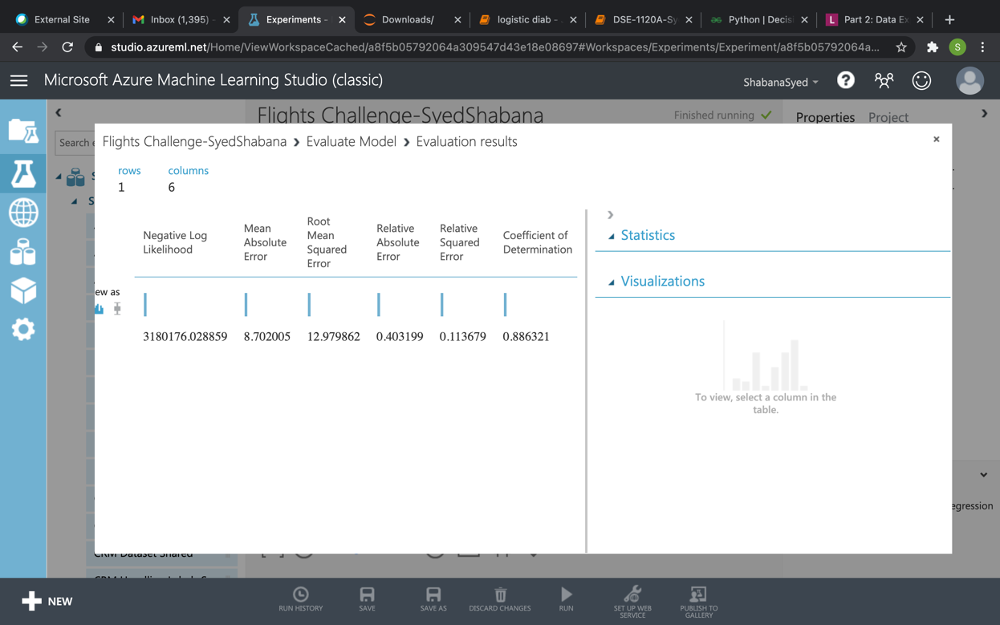 External Site
Inbox (1,395) -
Experiments -
Downloads/
logistic diab -
DSE-1120A-Sy
Python | Decis
Part 2: Data Ex
studio.azureml.net/Home/ViewWorkspaceCached/a8f5b05792064a309547d43e18e08697#Workspaces/Experiments/Experiment/a8f5b05792064a...
S
Microsoft Azure Machine Learning Studio (classic)
ShabanaSyed
Flights Challenge-SyedShabana
Finished running
Properties Project
Search e
Flights Challenge-SyedShabana › Evaluate Model › Evaluation results
rows columns
1 6
Negative Log Likelihood
Mean Absolute Error
Root Mean Squared Error
Relative Absolute Error
Relative Squared Error
Coefficient of Determination
ew as
3180176.028859 8.702005 12.979862 0.403199 0.113679 0.886321
Statistics
Visualizations
To view, select a column in the
table.
egression
CRM Dataset Shared
NEW
RUN HISTORY
SAVE
SAVE AS
DISCARD CHANGES
RUN
SET UP WEB
SERVICE
PUBLISH TO
GALLERY